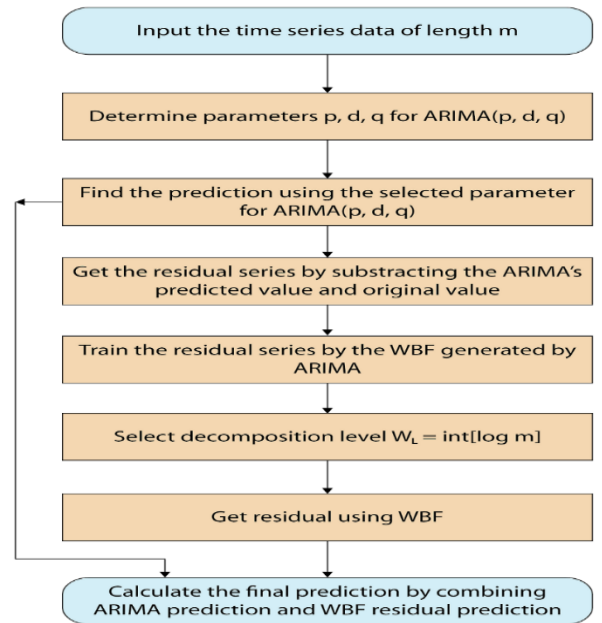 Input the time series data of length m
Determine parameters p, d, q for ARIMA(p, d, q)
Find the prediction using the selected parameter
for ARIMA(p, d, q)
Get the residual series by substracting the ARIMA's
predicted value and original value
Train the residual series by the WBF generated by
ARIMA
Select decomposition level W_L = int[log m]
Get residual using WBF
Calculate the final prediction by combining
ARIMA prediction and WBF residual prediction